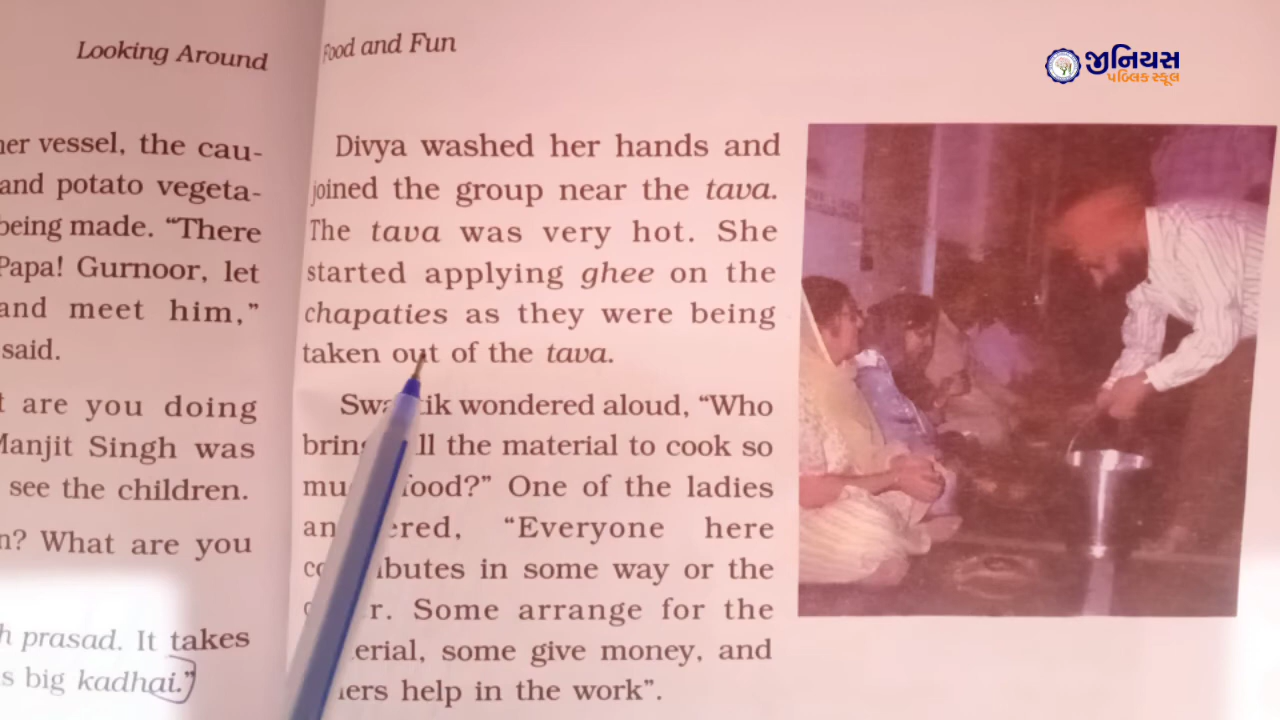 Looking Around
Food and Fun
જીનિયસ
પબ્લિક સ્કૂલ
vessel, the cau-
and potato vegeta-
being made. “There
Papa! Gurnoor, let
and meet him,”
said.
are you doing
Manjit Singh was
see the children.
What are you
prasad. It takes
big kadhai.”
Divya washed her hands and
joined the group near the tava.
The tava was very hot. She
started applying ghee on the
chapaties as they were being
taken out of the tava.
wondered aloud, “Who
the material to cook so
food?” One of the ladies
“Everyone here
in some way or the
Some arrange for the
some give money, and
help in the work”.